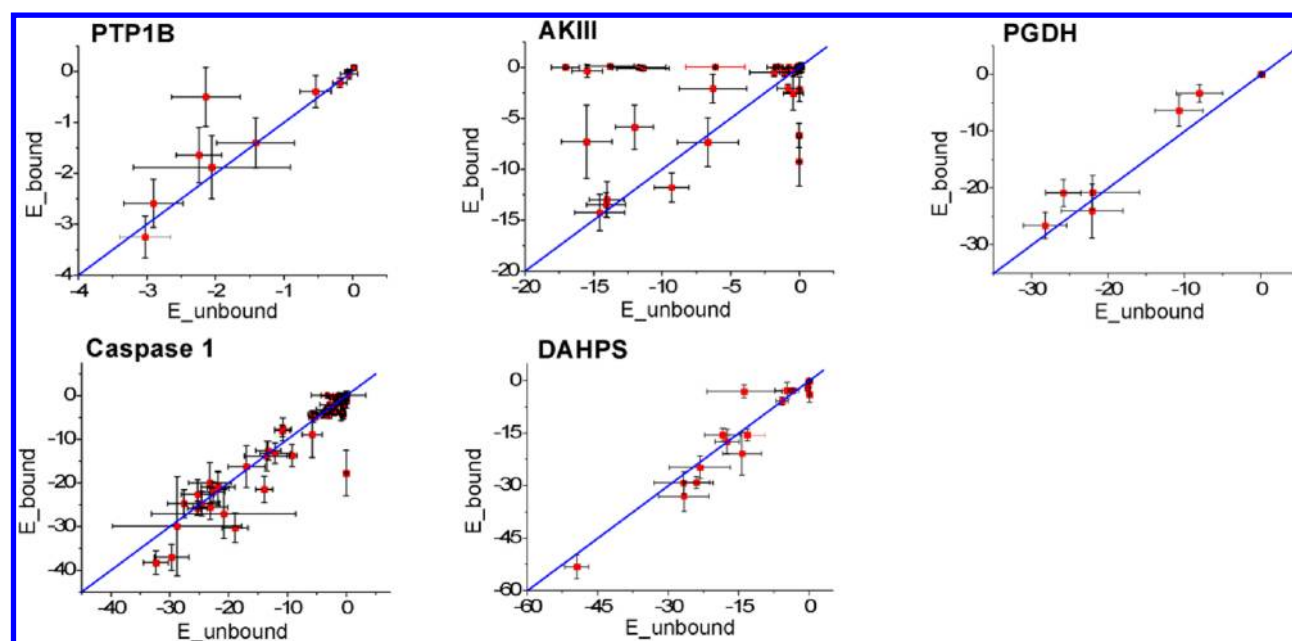 PTP1B
E_bound
0
-1
-2
-3
-4
-4 -3 -2 -1 0
E_unbound
AKIII
E_bound
0
-5
-10
-15
-20
-20 -15 -10 -5 0
E_unbound
PGDH
E_bound
0
-10
-20
-30
-30 -20 -10 0
E_unbound
Caspase 1
E_bound
0
-10
-20
-30
-40
-40 -30 -20 -10 0
E_unbound
DAHPS
E_bound
0
-15
-30
-45
-60
-60 -45 -30 -15 0
E_unbound